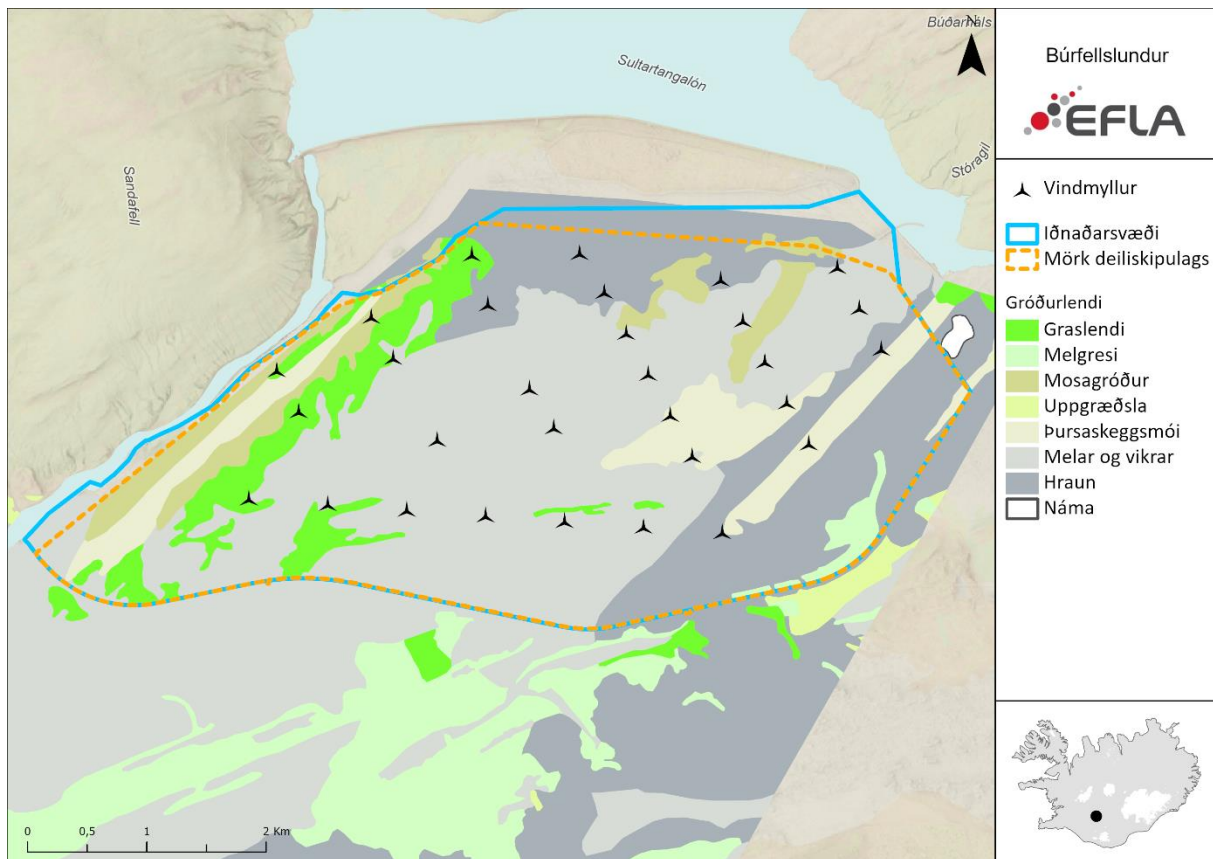 Búðarháls
Sultartangalón
Stóragil
Sandafell
N
0 0,5 1 2 Km
Búrfellslundur
EFLA
Vindmyllur
Iðnaðarsvæði
Mörk deiliskipulags
Gróðurlendi
Graslendi
Melgresi
Mosagróður
Uppgræðsla
Þursaskeggsmói
Melar og vikrar
Hraun
Náma